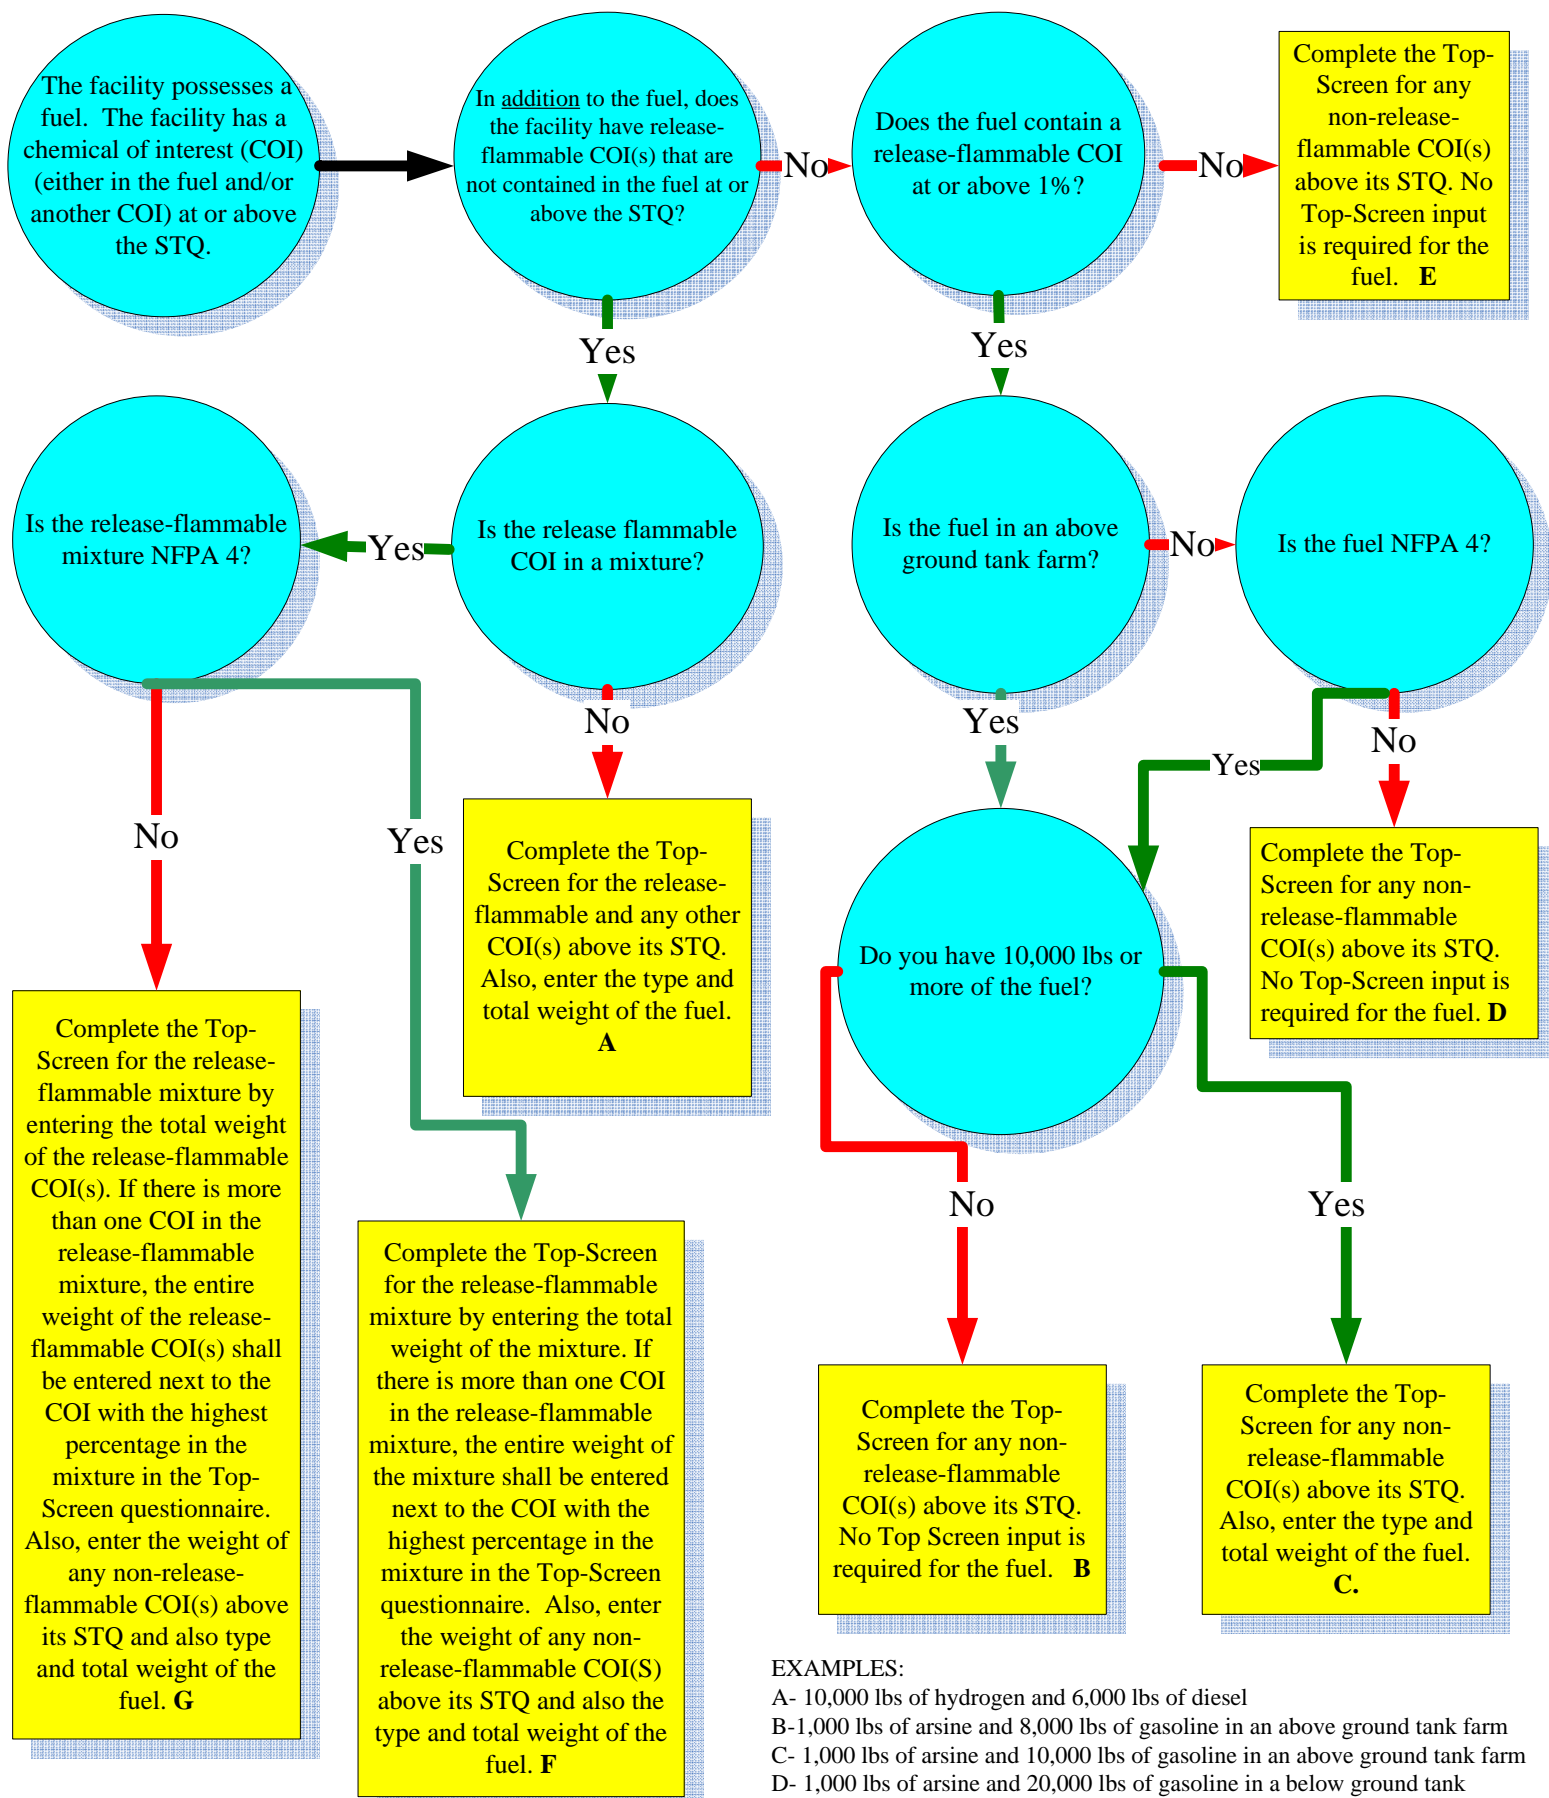 The facility possesses a
fuel. The facility has a
chemical of interest (COI)
(either in the fuel and/or
another COI) at or above
the STQ.
In addition to the fuel, does
the facility have release-
flammable COI(s) that are
not contained in the fuel at or
above the STQ?
No
Does the fuel contain a
release-flammable COI
at or above 1%?
No
Complete the Top-
Screen for any
non-release-
flammable COI(s)
above its STQ. No
Top-Screen input
is required for the
fuel. E
Yes
Yes
Is the release-flammable
mixture NFPA 4?
Yes
Is the release flammable
COI in a mixture?
Is the fuel in an above
ground tank farm?
No
Is the fuel NFPA 4?
No
Yes
Yes
No
No
Yes
Complete the Top-
Screen for the release-
flammable and any other
COI(s) above its STQ.
Also, enter the type and
total weight of the fuel.
A
Do you have 10,000 lbs or
more of the fuel?
Complete the Top-
Screen for any non-
release-flammable
COI(s) above its STQ.
No Top-Screen input is
required for the fuel. D
Complete the Top-
Screen for the release-
flammable mixture by
entering the total weight
of the release-flammable
COI(s). If there is more
than one COI in the
release-flammable
mixture, the entire
weight of the release-
flammable COI(s) shall
be entered next to the
COI with the highest
percentage in the
mixture in the Top-
Screen questionnaire.
Also, enter the weight of
any non-release-
flammable COI(s) above
its STQ and also type
and total weight of the
fuel. G
Complete the Top-Screen
for the release-flammable
mixture by entering the total
weight of the mixture. If
there is more than one COI
in the release-flammable
mixture, the entire weight of
the mixture shall be entered
next to the COI with the
highest percentage in the
mixture in the Top-Screen
questionnaire. Also, enter
the weight of any non-
release-flammable COI(S)
above its STQ and also the
type and total weight of the
fuel. F
No
Yes
Complete the Top-
Screen for any non-
release-flammable
COI(s) above its STQ.
No Top Screen input is
required for the fuel. B
Complete the Top-
Screen for any non-
release-flammable
COI(s) above its STQ.
Also, enter the type and
total weight of the fuel.
C.
EXAMPLES:
A- 10,000 lbs of hydrogen and 6,000 lbs of diesel
B-1,000 lbs of arsine and 8,000 lbs of gasoline in an above ground tank farm
C- 1,000 lbs of arsine and 10,000 lbs of gasoline in an above ground tank farm
D- 1,000 lbs of arsine and 20,000 lbs of gasoline in a below ground tank